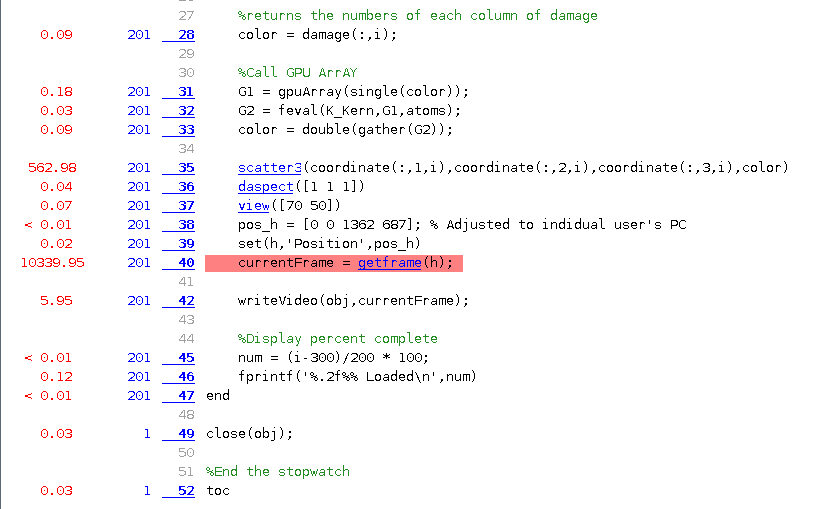 27 %returns the numbers of each column of damage
0.09 201 28 color = damage(:,i);
29
30 %Call GPU ArrAY
0.18 201 31 G1 = gpuArray(single(color));
0.03 201 32 G2 = feval(K_Kern,G1,atoms);
0.09 201 33 color = double(gather(G2));
34
562.98 201 35 scatter3(coordinate(:,1,i),coordinate(:,2,i),coordinate(:,3,i),color)
0.04 201 36 daspect([1 1 1])
0.07 201 37 view([70 50])
< 0.01 201 38 pos_h = [0 0 1362 687]; % Adjusted to indidual user's PC
0.02 201 39 set(h,'Position',pos_h)
10339.95 201 40 currentFrame = getframe(h);
41
5.95 201 42 writeVideo(obj,currentFrame);
43
44 %Display percent complete
< 0.01 201 45 num = (i-300)/200 * 100;
0.12 201 46 fprintf('%.2f%% Loaded\n',num)
< 0.01 201 47 end
48
0.03 1 49 close(obj);
50
51 %End the stopwatch
0.03 1 52 toc